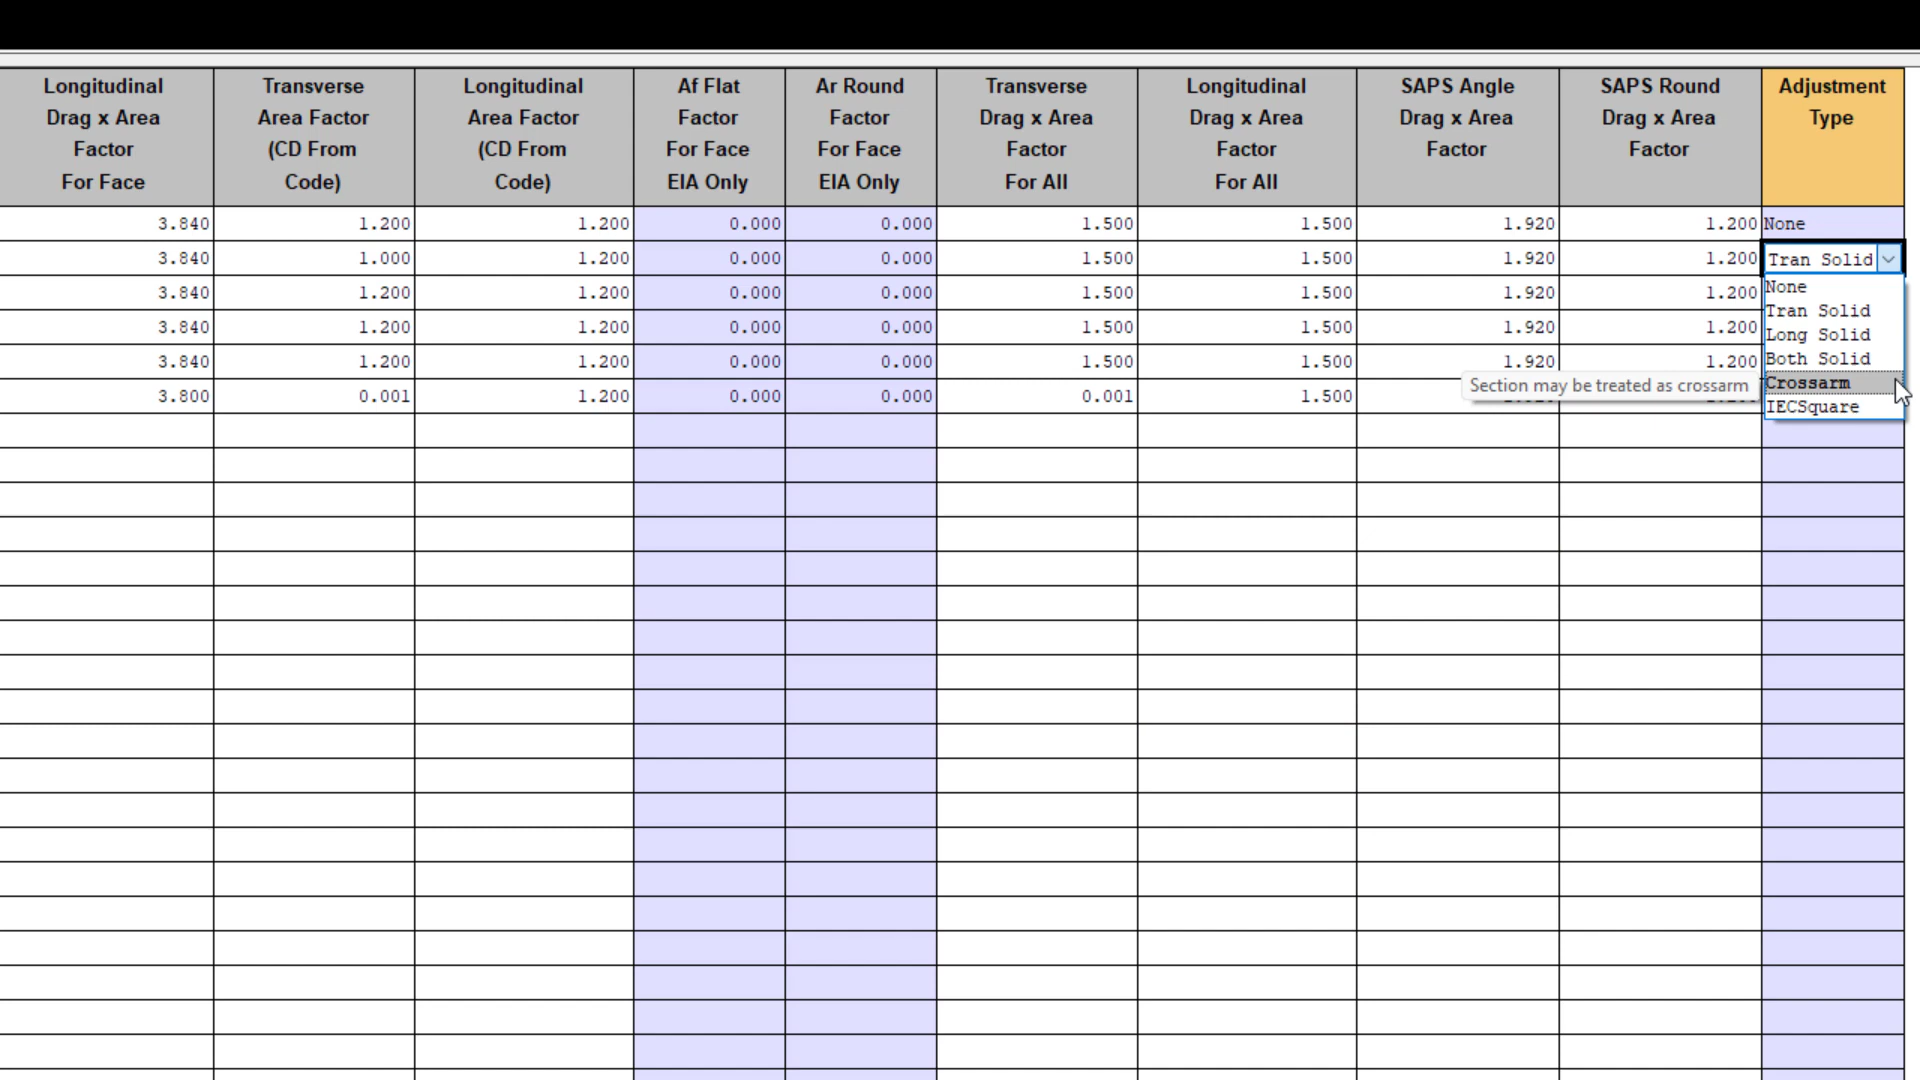 Longitudinal
Drag x Area
Factor
For Face
Transverse
Area Factor
(CD From
Code)
Longitudinal
Area Factor
(CD From
Code)
Af Flat
Factor
For Face
EIA Only
Ar Round
Factor
For Face
EIA Only
Transverse
Drag x Area
Factor
For All
Longitudinal
Drag x Area
Factor
For All
SAPS Angle
Drag x Area
Factor
SAPS Round
Drag x Area
Factor
Adjustment
Type
3.840 1.200 1.200 0.000 0.000 1.500 1.500 1.920 1.200 None
3.840 1.000 1.200 0.000 0.000 1.500 1.500 1.920 1.200 Tran Solid
3.840 1.200 1.200 0.000 0.000 1.500 1.500 1.920 1.200
3.840 1.200 1.200 0.000 0.000 1.500 1.500 1.920 1.200
3.840 1.200 1.200 0.000 0.000 1.500 1.500 1.920 1.200
3.800 0.001 1.200 0.000 0.000 0.001 1.500
None
Tran Solid
Long Solid
Both Solid
Crossarm
IECSquare
Section may be treated as crossarm